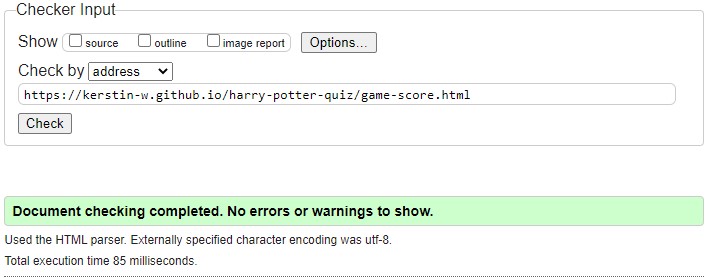 Checker Input
Show source outline image report Options...
Check by address
https://kerstin-w.github.io/harry-potter-quiz/game-score.html
Check
Document checking completed. No errors or warnings to show.
Used the HTML parser. Externally specified character encoding was utf-8.
Total execution time 85 milliseconds.